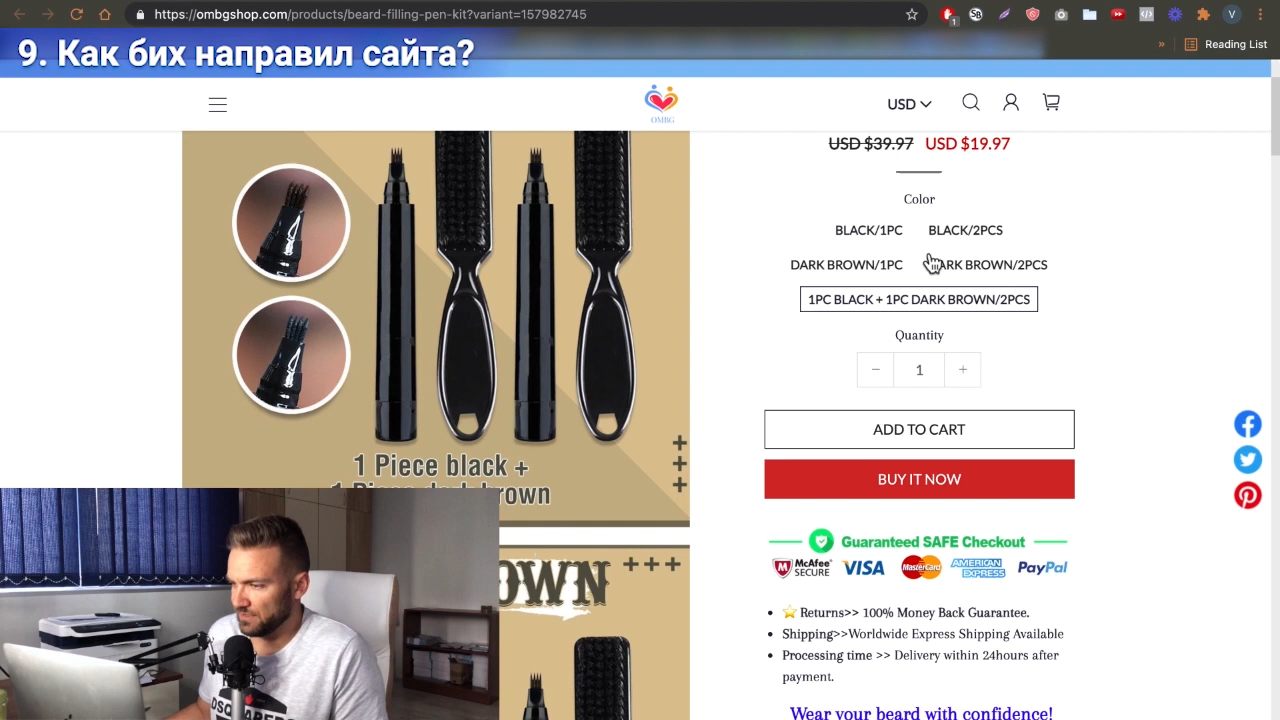 https://ombgshop.com/products/beard-filling-pen-kit?variant=157982745
1
V
9. Как бих направил сайта?
Reading List
OMBG
USD
USD $39.97 USD $19.97
Color
BLACK/1PC BLACK/2PCS
DARK BROWN/1PC ARK BROWN/2PCS
1PC BLACK + 1PC DARK BROWN/2PCS
Quantity
− 1 +
ADD TO CART
BUY IT NOW
1 Piece black +
Guaranteed SAFE Checkout
McAfee SECURE VISA MasterCard AMERICAN EXPRESS PayPal
OWN
Returns>> 100% Money Back Guarantee.
Shipping>>Worldwide Express Shipping Available
Processing time >> Delivery within 24hours after
payment.
Wear your beard with confidence!